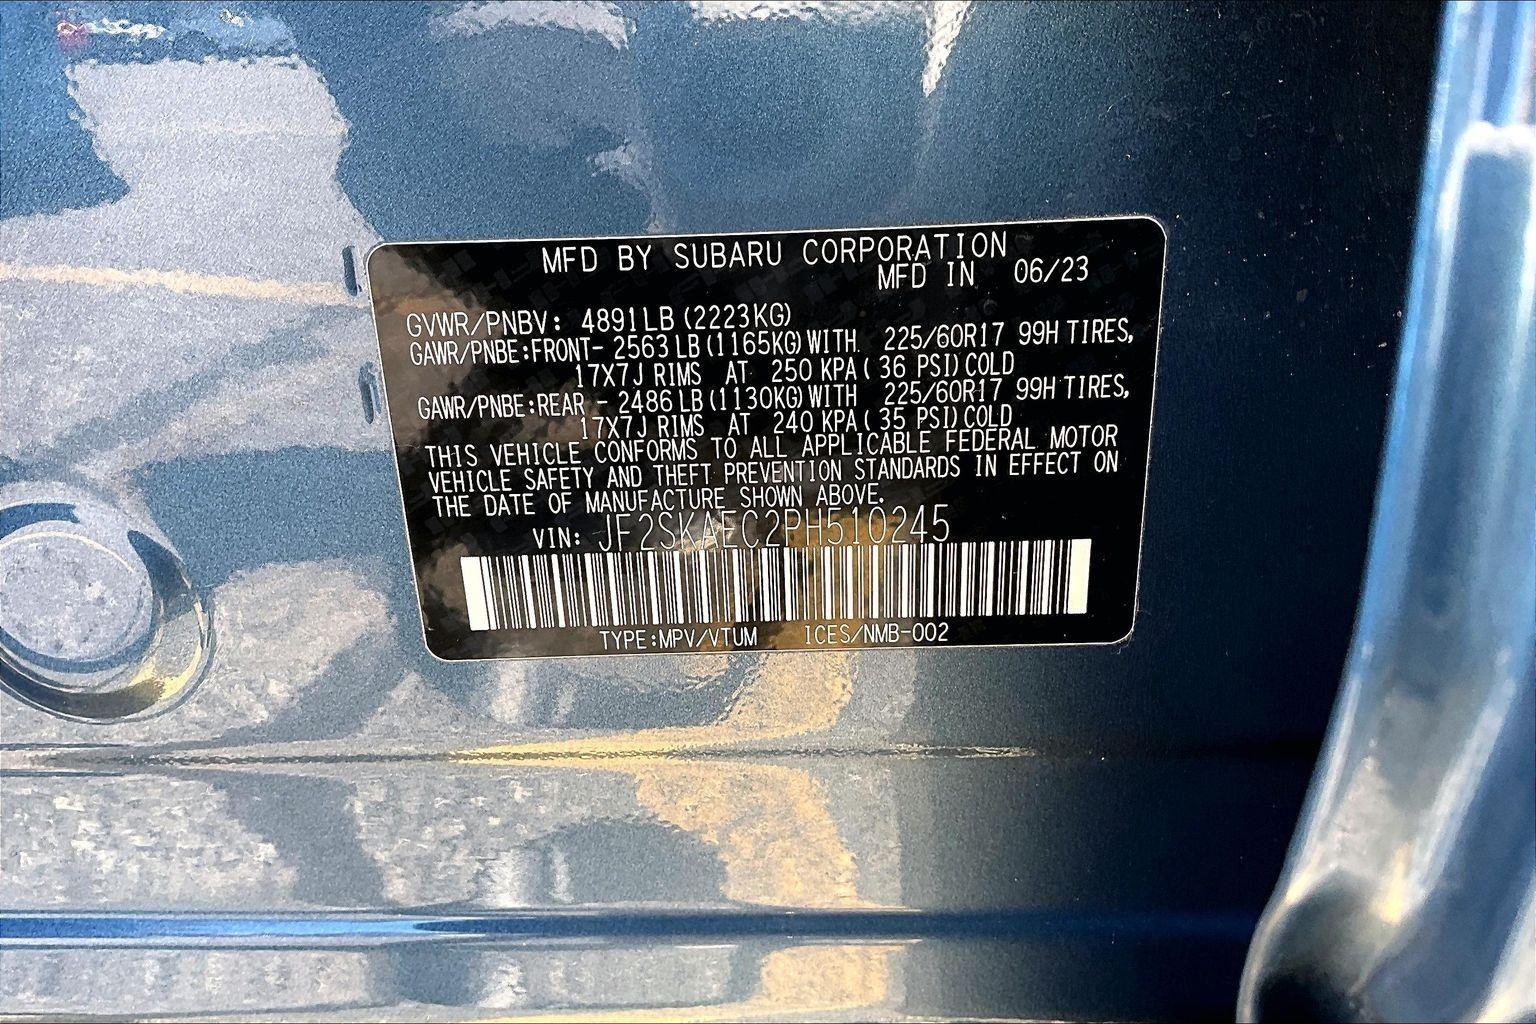 MFD BY SUBARU CORPORATION
MFD IN 06/23
GVWR/PNBV: 4891LB (2223KG)
GAWR/PNBE:FRONT- 2563LB (1165KG) WITH 225/60R17 99H TIRES,
17X7J RIMS AT 250 KPA( 36 PSI) COLD
GAWR/PNBE:REAR - 2486LB (1130KG) WITH 225/60R17 99H TIRES,
17X7J RIMS AT 240 KPA( 35 PSI) COLD
THIS VEHICLE CONFORMS TO ALL APPLICABLE FEDERAL MOTOR
VEHICLE SAFETY AND THEFT PREVENTION STANDARDS IN EFFECT ON
THE DATE OF MANUFACTURE SHOWN ABOVE.
VIN: JF2SKAEC2PH510245
TYPE:MPV/VTUM ICES/NMB-002